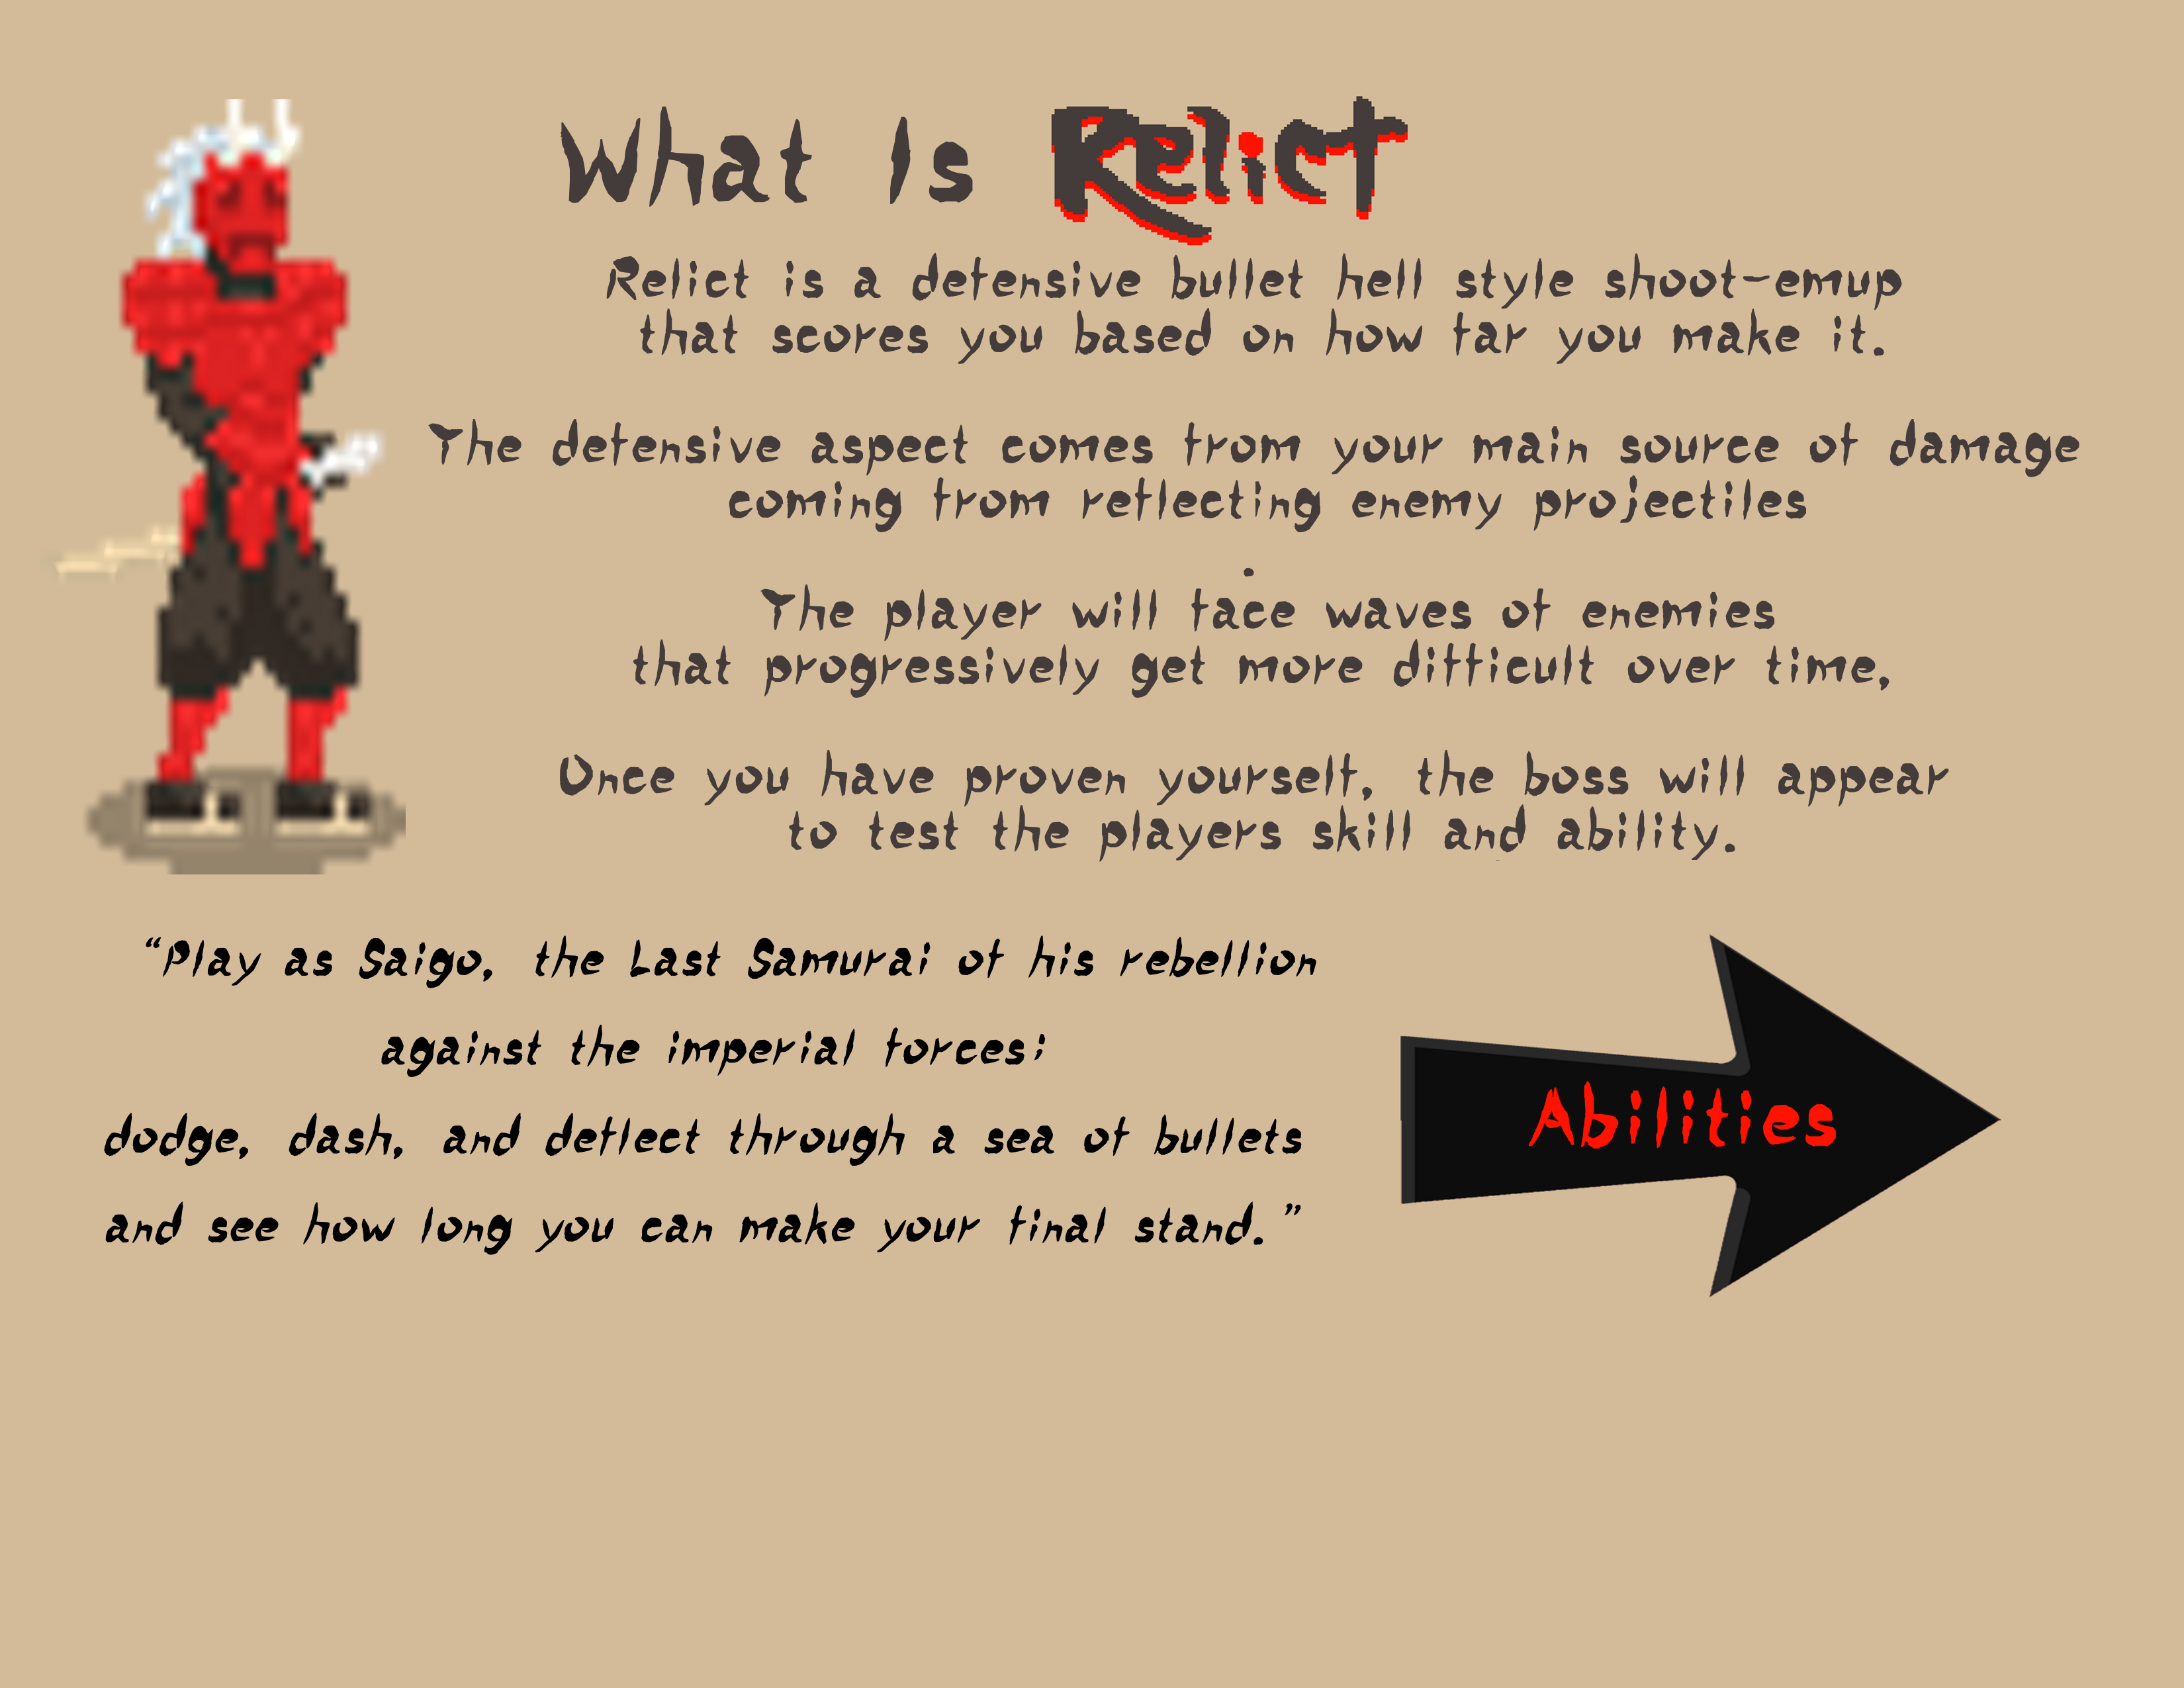 What Is Relict
Relict is a defensive bullet hell style shoot-emup
that scores you based on how far you make it.
The defensive aspect comes from your main source of damage
coming from reflecting enemy projectiles
.
The player will face waves of enemies
that progressively get more difficult over time,
Once you have proven yourself, the boss will appear
to test the players skill and ability.
“Play as Saigo, the Last Samurai of his rebellion
against the imperial forces;
dodge, dash, and deflect through a sea of bullets
and see how long you can make your final stand.”
Abilities